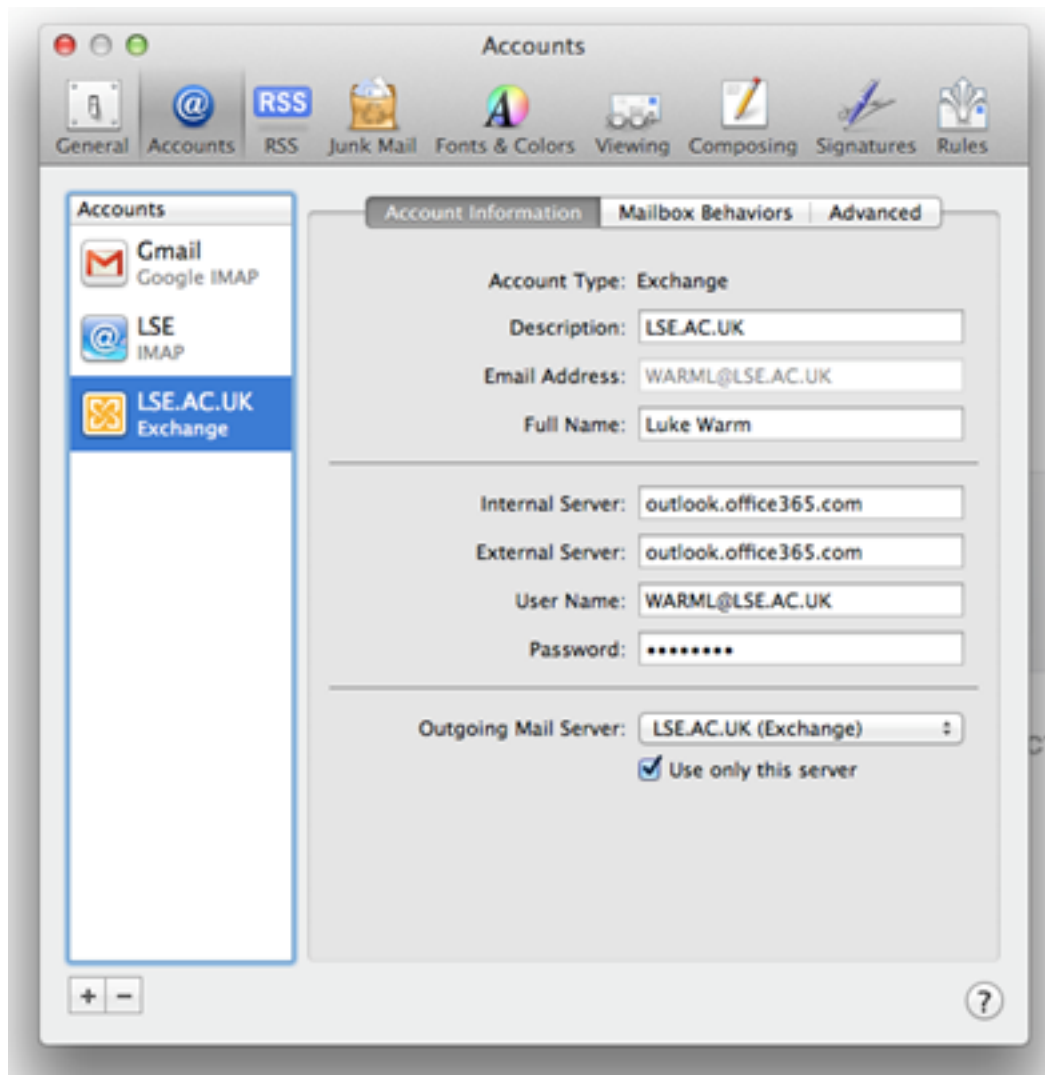 Accounts
RSS
General Accounts RSS Junk Mail Fonts & Colors Viewing Composing Signatures Rules
Accounts
Gmail
Google IMAP
LSE
IMAP
LSE.AC.UK
Exchange
Account Information Mailbox Behaviors Advanced
Account Type: Exchange
Description: LSE.AC.UK
Email Address: WARML@LSE.AC.UK
Full Name: Luke Warm
Internal Server: outlook.office365.com
External Server: outlook.office365.com
User Name: WARML@LSE.AC.UK
Password: ••••••••
Outgoing Mail Server: LSE.AC.UK (Exchange)
Use only this server
+ −
?